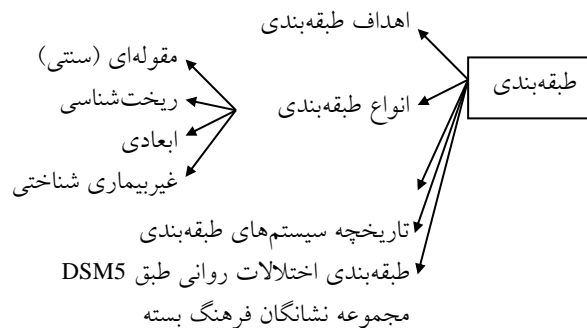 طبقه‌بندی
اهداف طبقه‌بندی
انواع طبقه‌بندی
مقوله‌ای (سنتی)
ریخت‌شناسی
ابعادی
غیربیماری شناختی
تاریخچه سیستم‌های طبقه‌بندی
طبقه‌بندی اختلالات روانی طبق DSM5
مجموعه نشانگان فرهنگ بسته